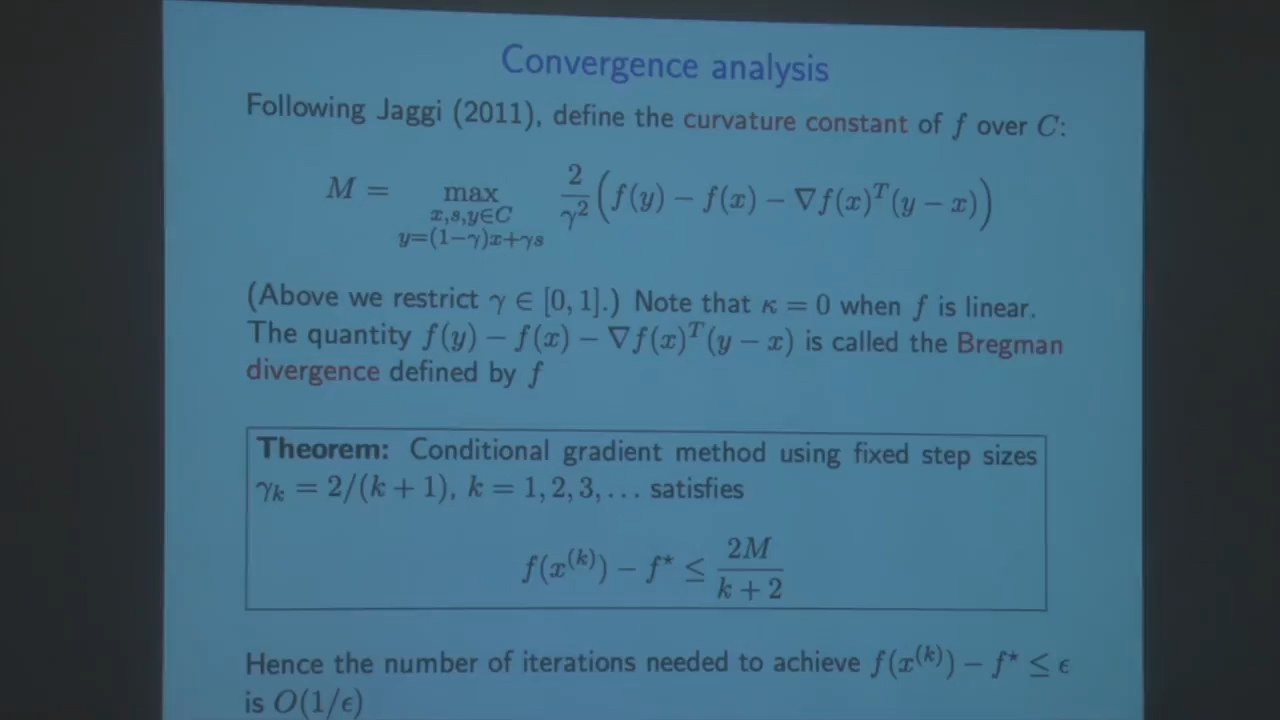 Convergence analysis
Following Jaggi (2011), define the curvature constant of f over C:
M = max_{x,s,y∈C, y=(1−γ)x+γs} 2/γ² (f(y) − f(x) − ∇f(x)^T(y − x))
(Above we restrict γ ∈ [0, 1].) Note that κ = 0 when f is linear.
The quantity f(y) − f(x) − ∇f(x)^T(y − x) is called the Bregman
divergence defined by f
Theorem: Conditional gradient method using fixed step sizes
γ_k = 2/(k + 1), k = 1, 2, 3, . . . satisfies
f(x^{(k)}) − f* ≤ 2M/(k + 2)
Hence the number of iterations needed to achieve f(x^{(k)}) − f* ≤ ϵ
is O(1/ϵ)